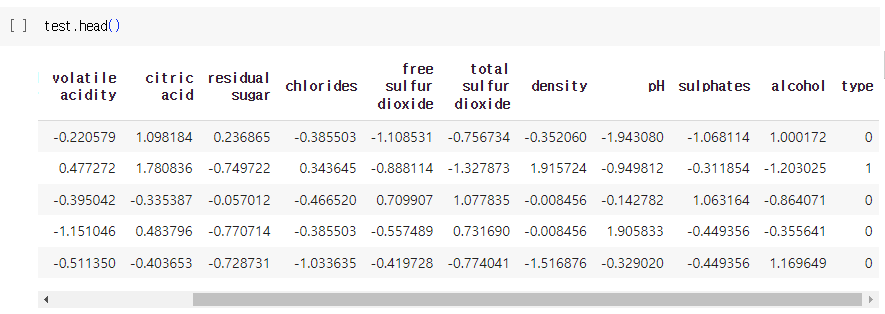 [ ] test.head()
volatile acidity citric acid residual sugar chlorides free sulfur dioxide total sulfur dioxide density pH sulphates alcohol type
-0.220579 1.098184 0.236865 -0.385503 -1.108531 -0.756734 -0.352060 -1.943080 -1.068114 1.000172 0
0.477272 1.780836 -0.749722 0.343645 -0.888114 -1.327873 1.915724 -0.949812 -0.311854 -1.203025 1
-0.395042 -0.335387 -0.057012 -0.466520 0.709907 1.077835 -0.008456 -0.142782 1.063164 -0.864071 0
-1.151046 0.483796 -0.770714 -0.385503 -0.557489 0.731690 -0.008456 1.905833 -0.449356 -0.355641 0
-0.511350 -0.403653 -0.728731 -1.033635 -0.419728 -0.774041 -1.516876 -0.329020 -0.449356 1.169649 0